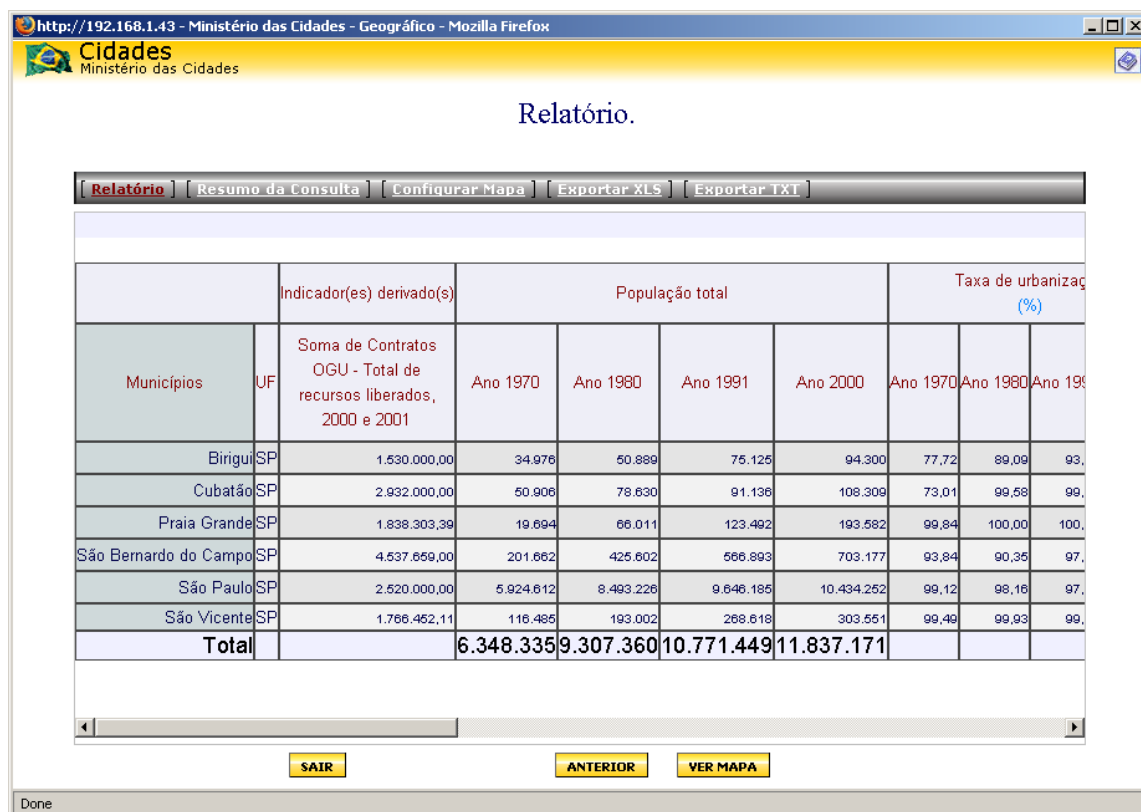 http://192.168.1.43 - Ministério das Cidades - Geográfico - Mozilla Firefox
Cidades
Ministério das Cidades
Relatório.
[ Relatório ] [ Resumo da Consulta ] [ Configurar Mapa ] [ Exportar XLS ] [ Exportar TXT ]
Indicador(es) derivado(s) População total Taxa de urbanizaç
(%)
Municípios UF Soma de Contratos OGU - Total de recursos liberados, 2000 e 2001 Ano 1970 Ano 1980 Ano 1991 Ano 2000 Ano 1970 Ano 1980 Ano 199
Birigui SP 1.530.000,00 34.976 50.889 75.125 94.300 77,72 89,09 93,
Cubatão SP 2.932.000,00 50.906 78.630 91.136 108.309 73,01 99,58 99,
Praia Grande SP 1.838.303,39 19.694 66.011 123.492 193.582 99,84 100,00 100,
São Bernardo do Campo SP 4.537.659,00 201.662 425.602 566.893 703.177 93,84 90,35 97,
São Paulo SP 2.520.000,00 5.924.612 8.493.226 9.646.185 10.434.252 99,12 98,16 97,
São Vicente SP 1.766.452,11 116.485 193.002 268.618 303.551 99,49 99,93 99,
Total 6.348.335 9.307.360 10.771.449 11.837.171
SAIR ANTERIOR VER MAPA
Done